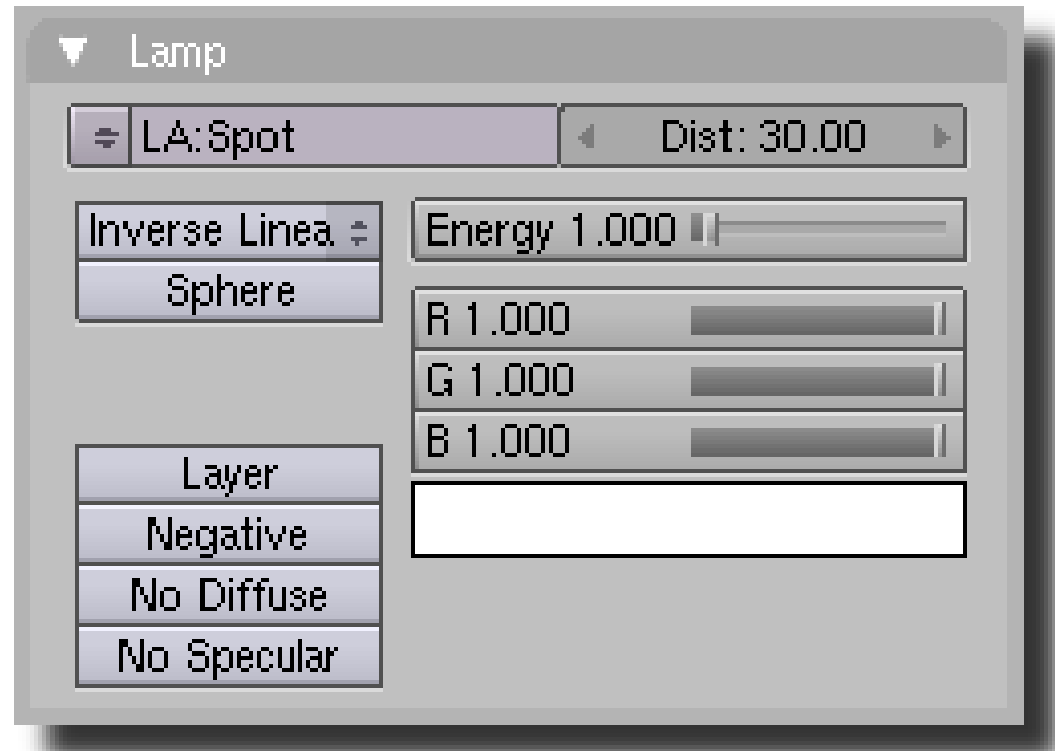 Lamp
LA:Spot Dist: 30.00
Inverse Linea Energy 1.000
Sphere
R 1.000
G 1.000
B 1.000
Layer
Negative
No Diffuse
No Specular